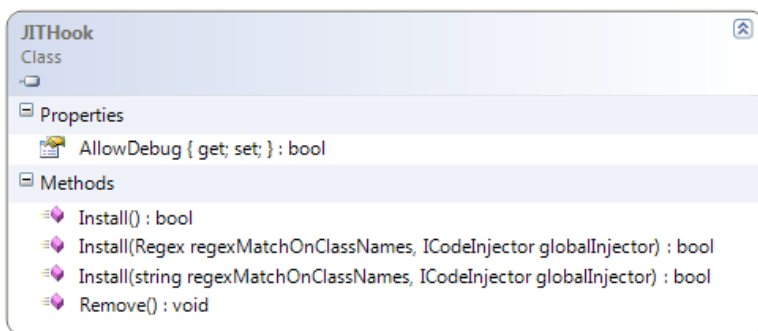 JITHook
Class
Properties
AllowDebug { get; set; } : bool
Methods
Install() : bool
Install(Regex regexMatchOnClassNames, ICodeInjector globalInjector) : bool
Install(string regexMatchOnClassNames, ICodeInjector globalInjector) : bool
Remove() : void